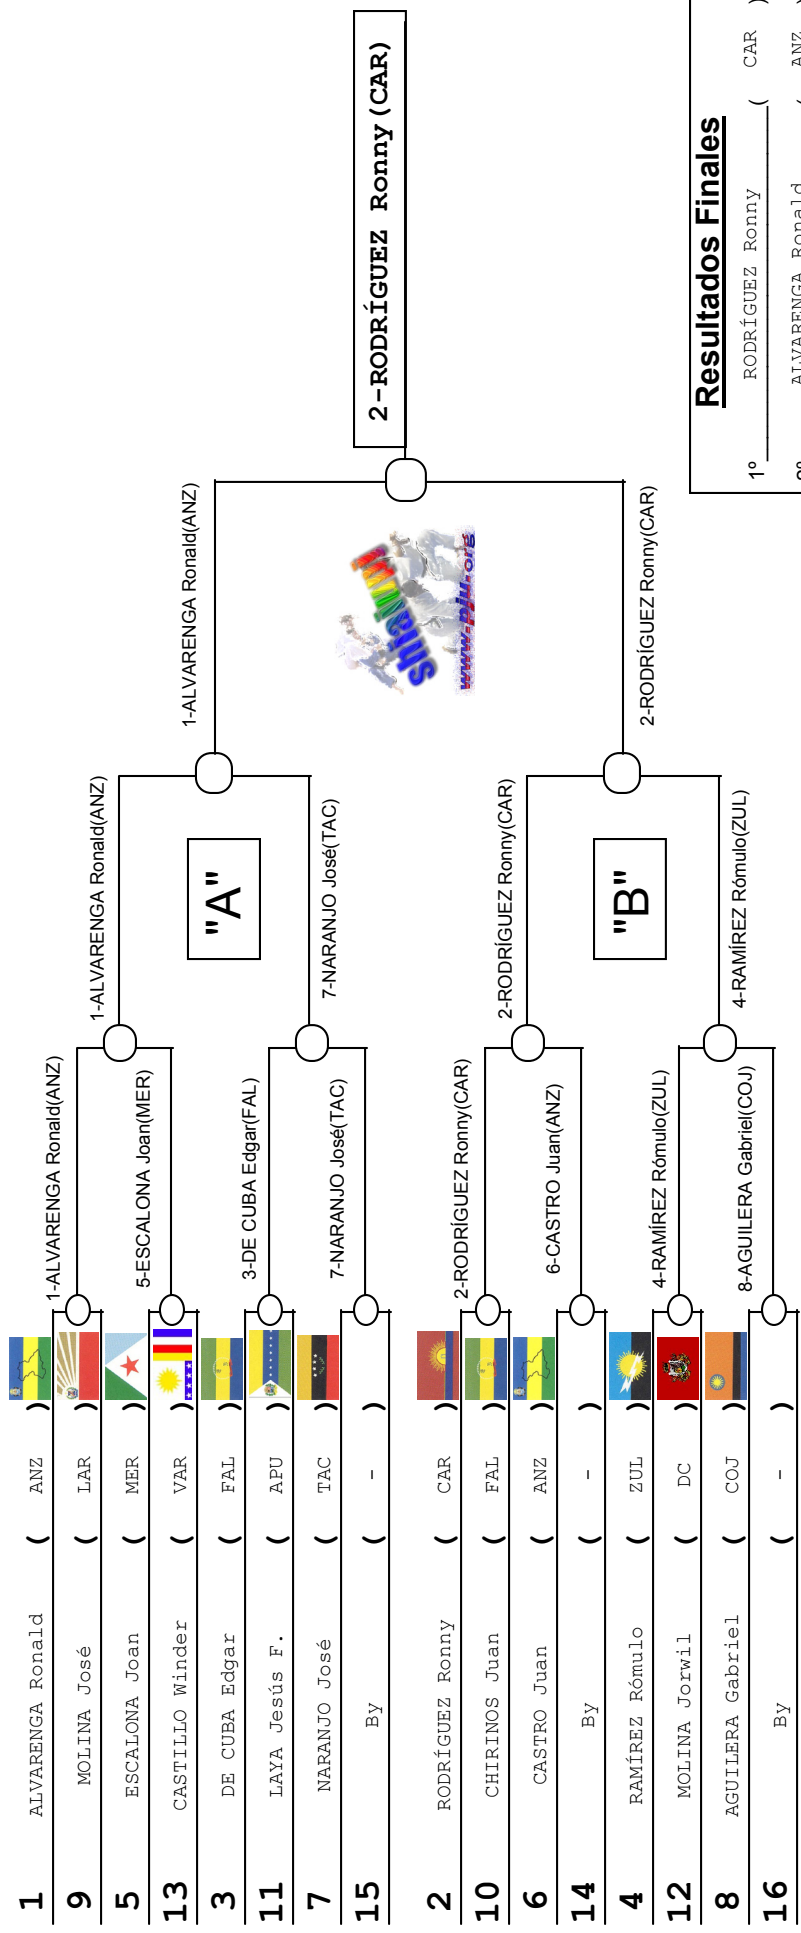 1 ALVARENGA Ronald ( ANZ )
9 MOLINA José ( LAR )
5 ESCALONA Joan ( MER )
13 CASTILLO Winder ( VAR )
3 DE CUBA Edgar ( FAL )
11 LAYA Jesús F. ( APU )
7 NARANJO José ( TAC )
15 By ( - )
2 RODRÍGUEZ Ronny ( CAR )
10 CHIRINOS Juan ( FAL )
6 CASTRO Juan ( ANZ )
14 By ( - )
4 RAMÍREZ Rómulo ( ZUL )
12 MOLINA Jorwil ( DC )
8 AGUILERA Gabriel ( COJ )
16 By ( - )
1-ALVARENGA Ronald(ANZ)
5-ESCALONA Joan(MER)
3-DE CUBA Edgar(FAL)
7-NARANJO José(TAC)
2-RODRÍGUEZ Ronny(CAR)
6-CASTRO Juan(ANZ)
4-RAMÍREZ Rómulo(ZUL)
8-AGUILERA Gabriel(COJ)
1-ALVARENGA Ronald(ANZ)
7-NARANJO José(TAC)
2-RODRÍGUEZ Ronny(CAR)
4-RAMÍREZ Rómulo(ZUL)
"A"
"B"
1-ALVARENGA Ronald(ANZ)
2-RODRÍGUEZ Ronny(CAR)
2-RODRÍGUEZ Ronny(CAR)
Resultados Finales
1º RODRÍGUEZ Ronny ( CAR )
2º ALVARENGA Ronald ( ANZ )